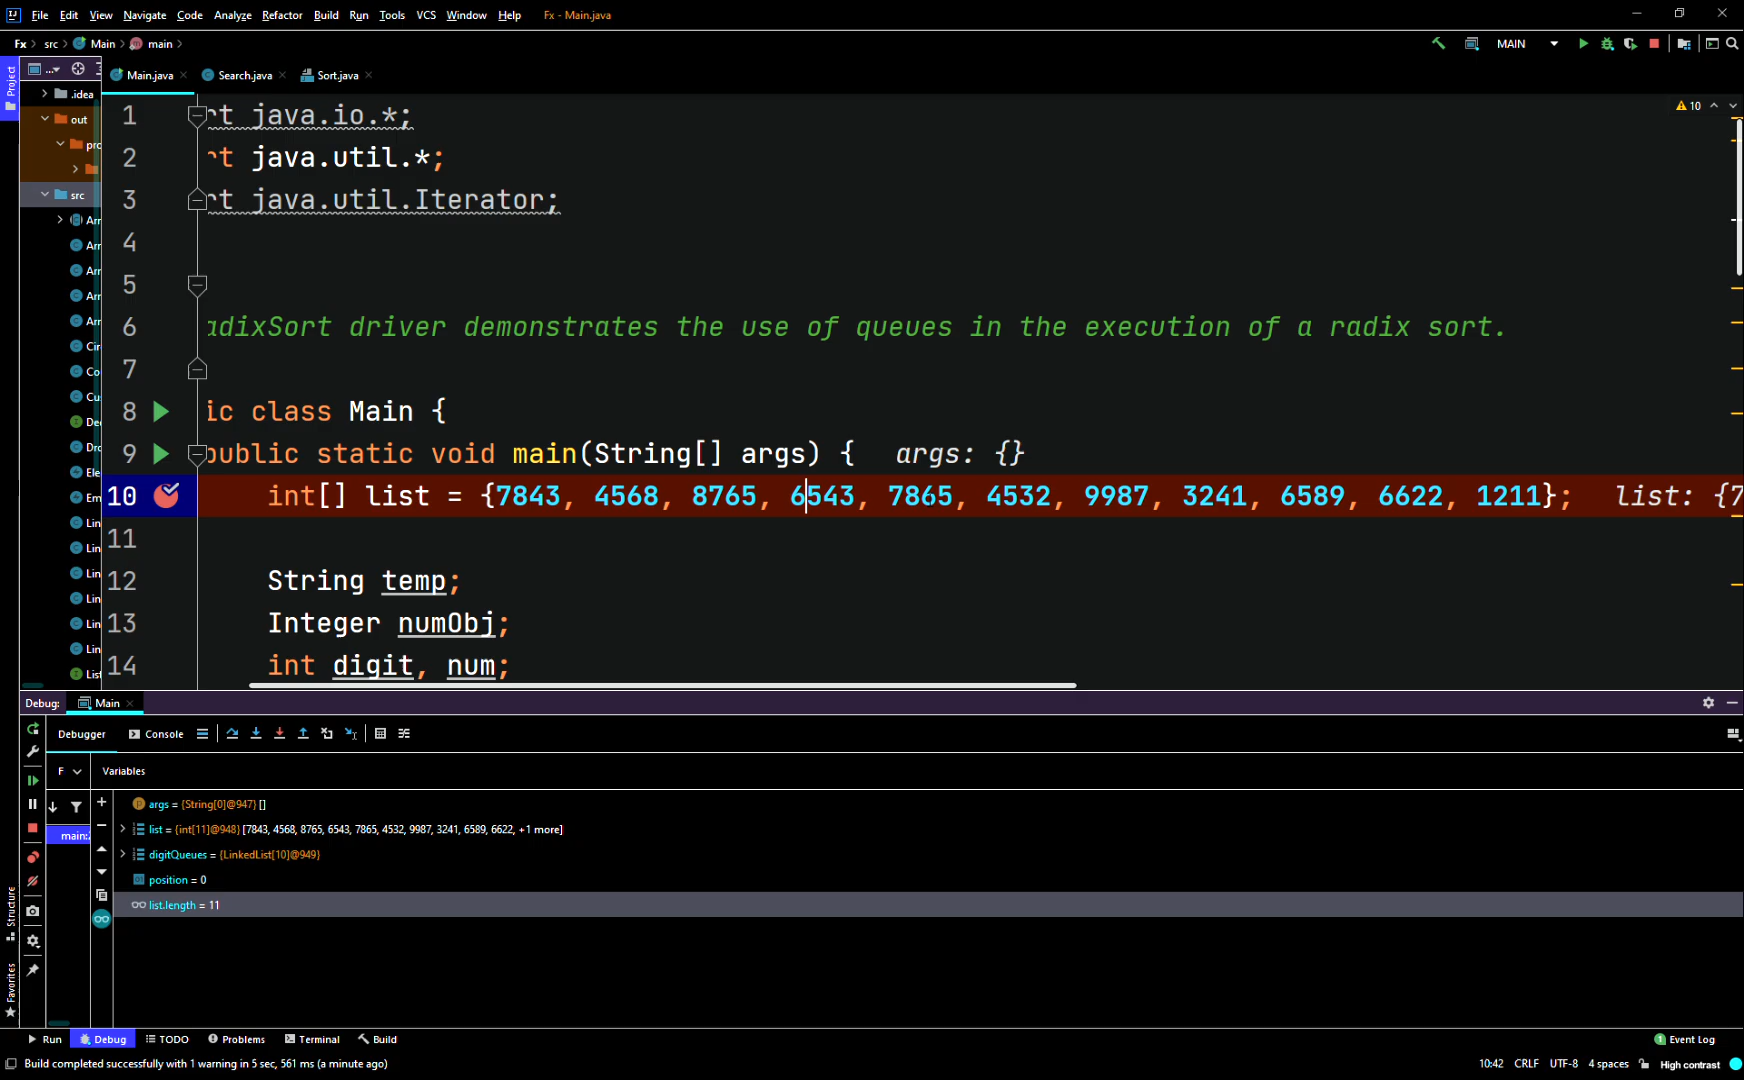 File Edit View Navigate Code Analyze Refactor Build Run Tools VCS Window Help Fx - Main.java
Fx src Main main MAIN
Project
Main.java Search.java Sort.java
.idea
out
src
10
1 rt java.io.*;
2 rt java.util.*;
3 rt java.util.Iterator;
4
5
6 adixSort driver demonstrates the use of queues in the execution of a radix sort.
7
8 ic class Main {
9 public static void main(String[] args) { args: {}
10 int[] list = {7843, 4568, 8765, 6543, 7865, 4532, 9987, 3241, 6589, 6622, 1211}; list: {7
11
12 String temp;
13 Integer numObj;
14 int digit, num;
Debug: Main
Debugger Console
F Variables
args = {String[0]@947} []
main:
list = {int[11]@948} [7843, 4568, 8765, 6543, 7865, 4532, 9987, 3241, 6589, 6622, +1 more]
digitQueues = {LinkedList[10]@949}
position = 0
list.length = 11
Structure
Favorites
Run Debug TODO Problems Terminal Build 1 Event Log
Build completed successfully with 1 warning in 5 sec, 561 ms (a minute ago) 10:42 CRLF UTF-8 4 spaces High contrast